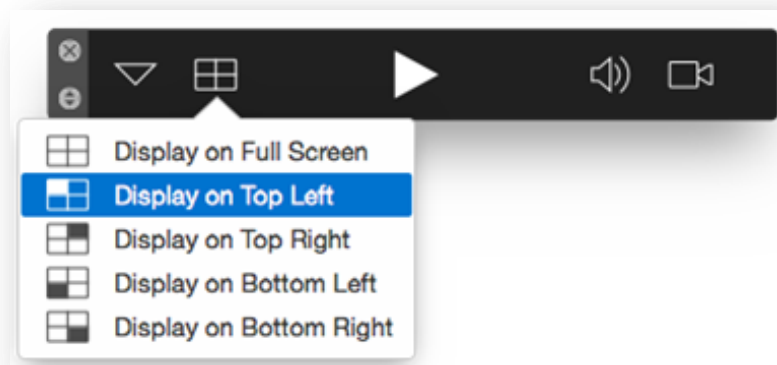 Display on Full Screen
Display on Top Left
Display on Top Right
Display on Bottom Left
Display on Bottom Right